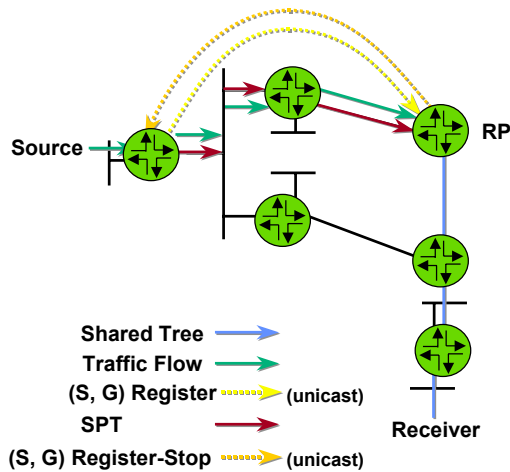 RP
Source
Shared Tree
Traffic Flow
(S, G) Register (unicast)
SPT
Receiver
(S, G) Register-Stop (unicast)